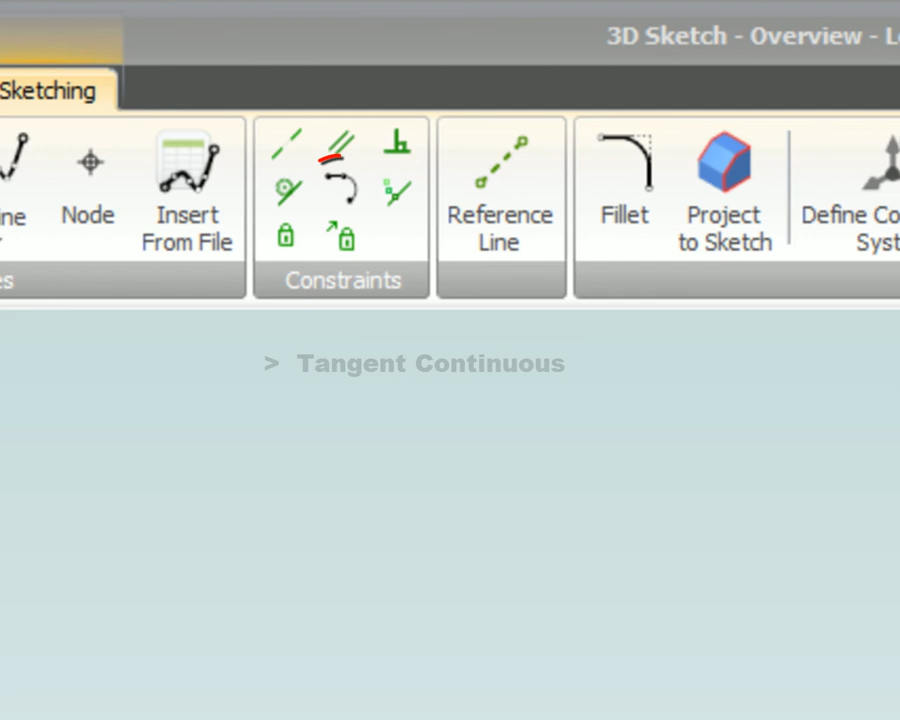 3D Sketch - Overview - L
Sketching
ine
Node
Insert
From File
Reference
Line
Fillet
Project
to Sketch
Define Co
Syst
es
Constraints
> Tangent Continuous